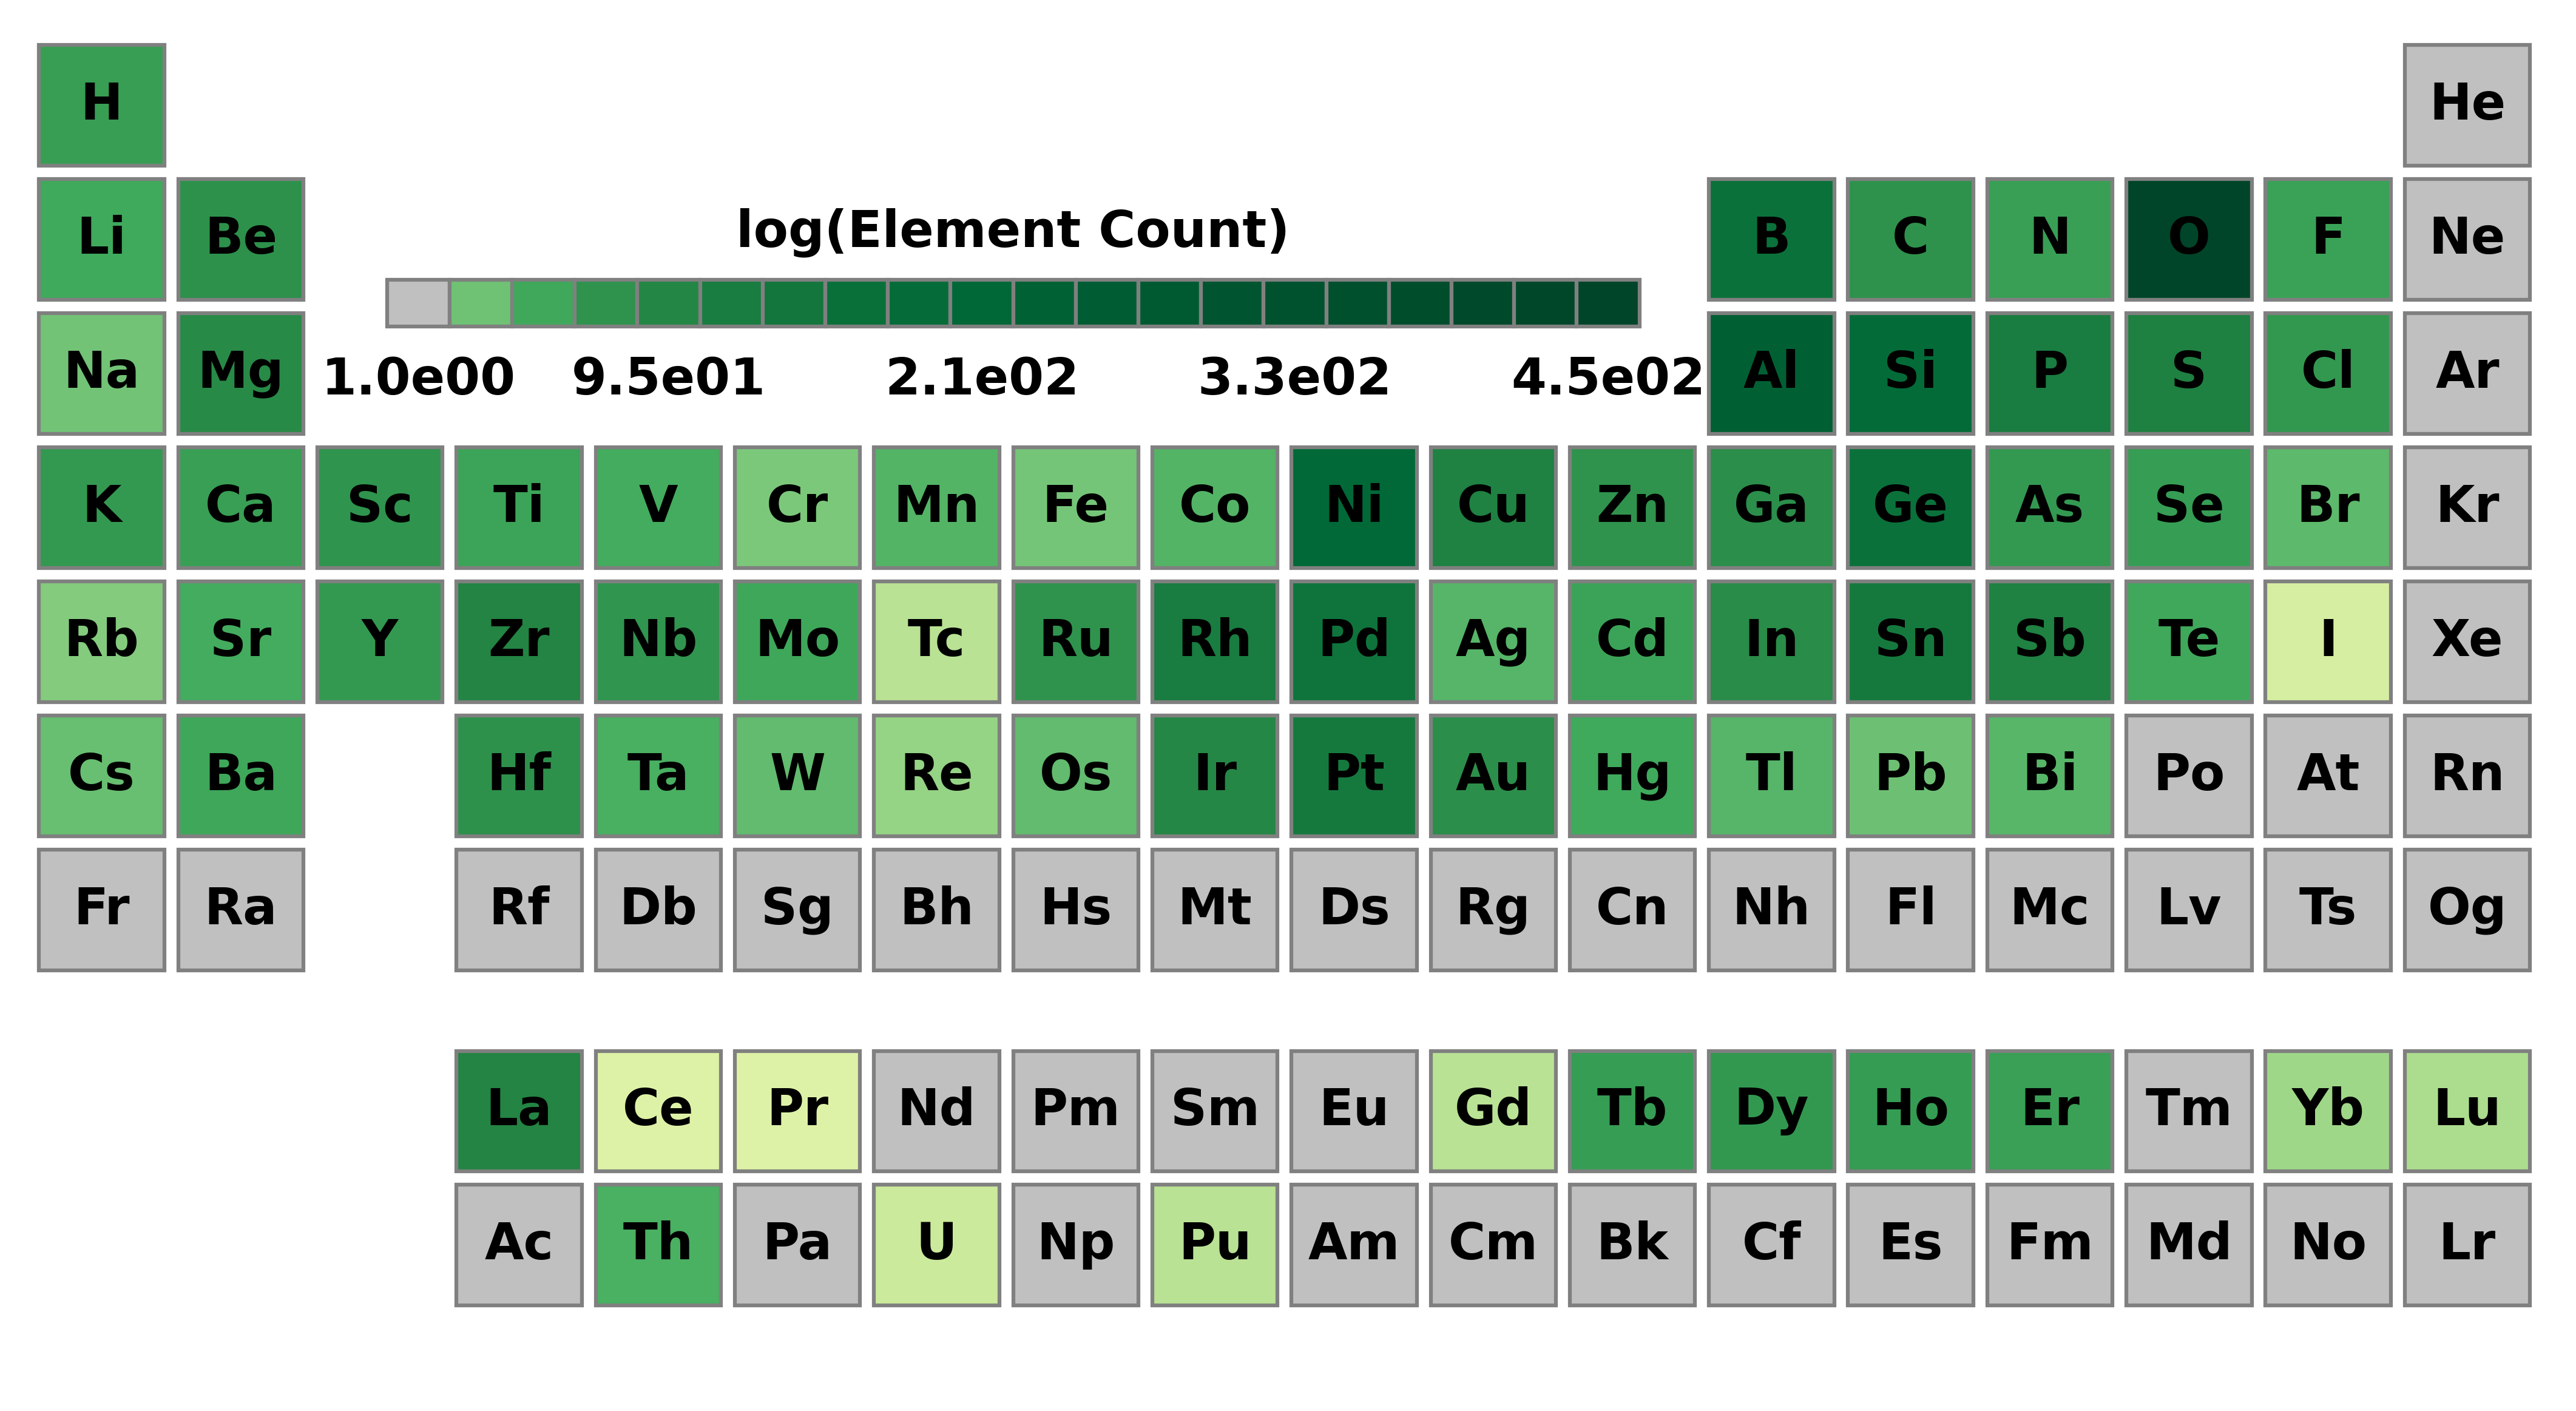 H He
Li Be B C N O F Ne
log(Element Count)
Na Mg Al Si P S Cl Ar
1.0e00 9.5e01 2.1e02 3.3e02 4.5e02
K Ca Sc Ti V Cr Mn Fe Co Ni Cu Zn Ga Ge As Se Br Kr
Rb Sr Y Zr Nb Mo Tc Ru Rh Pd Ag Cd In Sn Sb Te I Xe
Cs Ba Hf Ta W Re Os Ir Pt Au Hg Tl Pb Bi Po At Rn
Fr Ra Rf Db Sg Bh Hs Mt Ds Rg Cn Nh Fl Mc Lv Ts Og
La Ce Pr Nd Pm Sm Eu Gd Tb Dy Ho Er Tm Yb Lu
Ac Th Pa U Np Pu Am Cm Bk Cf Es Fm Md No Lr